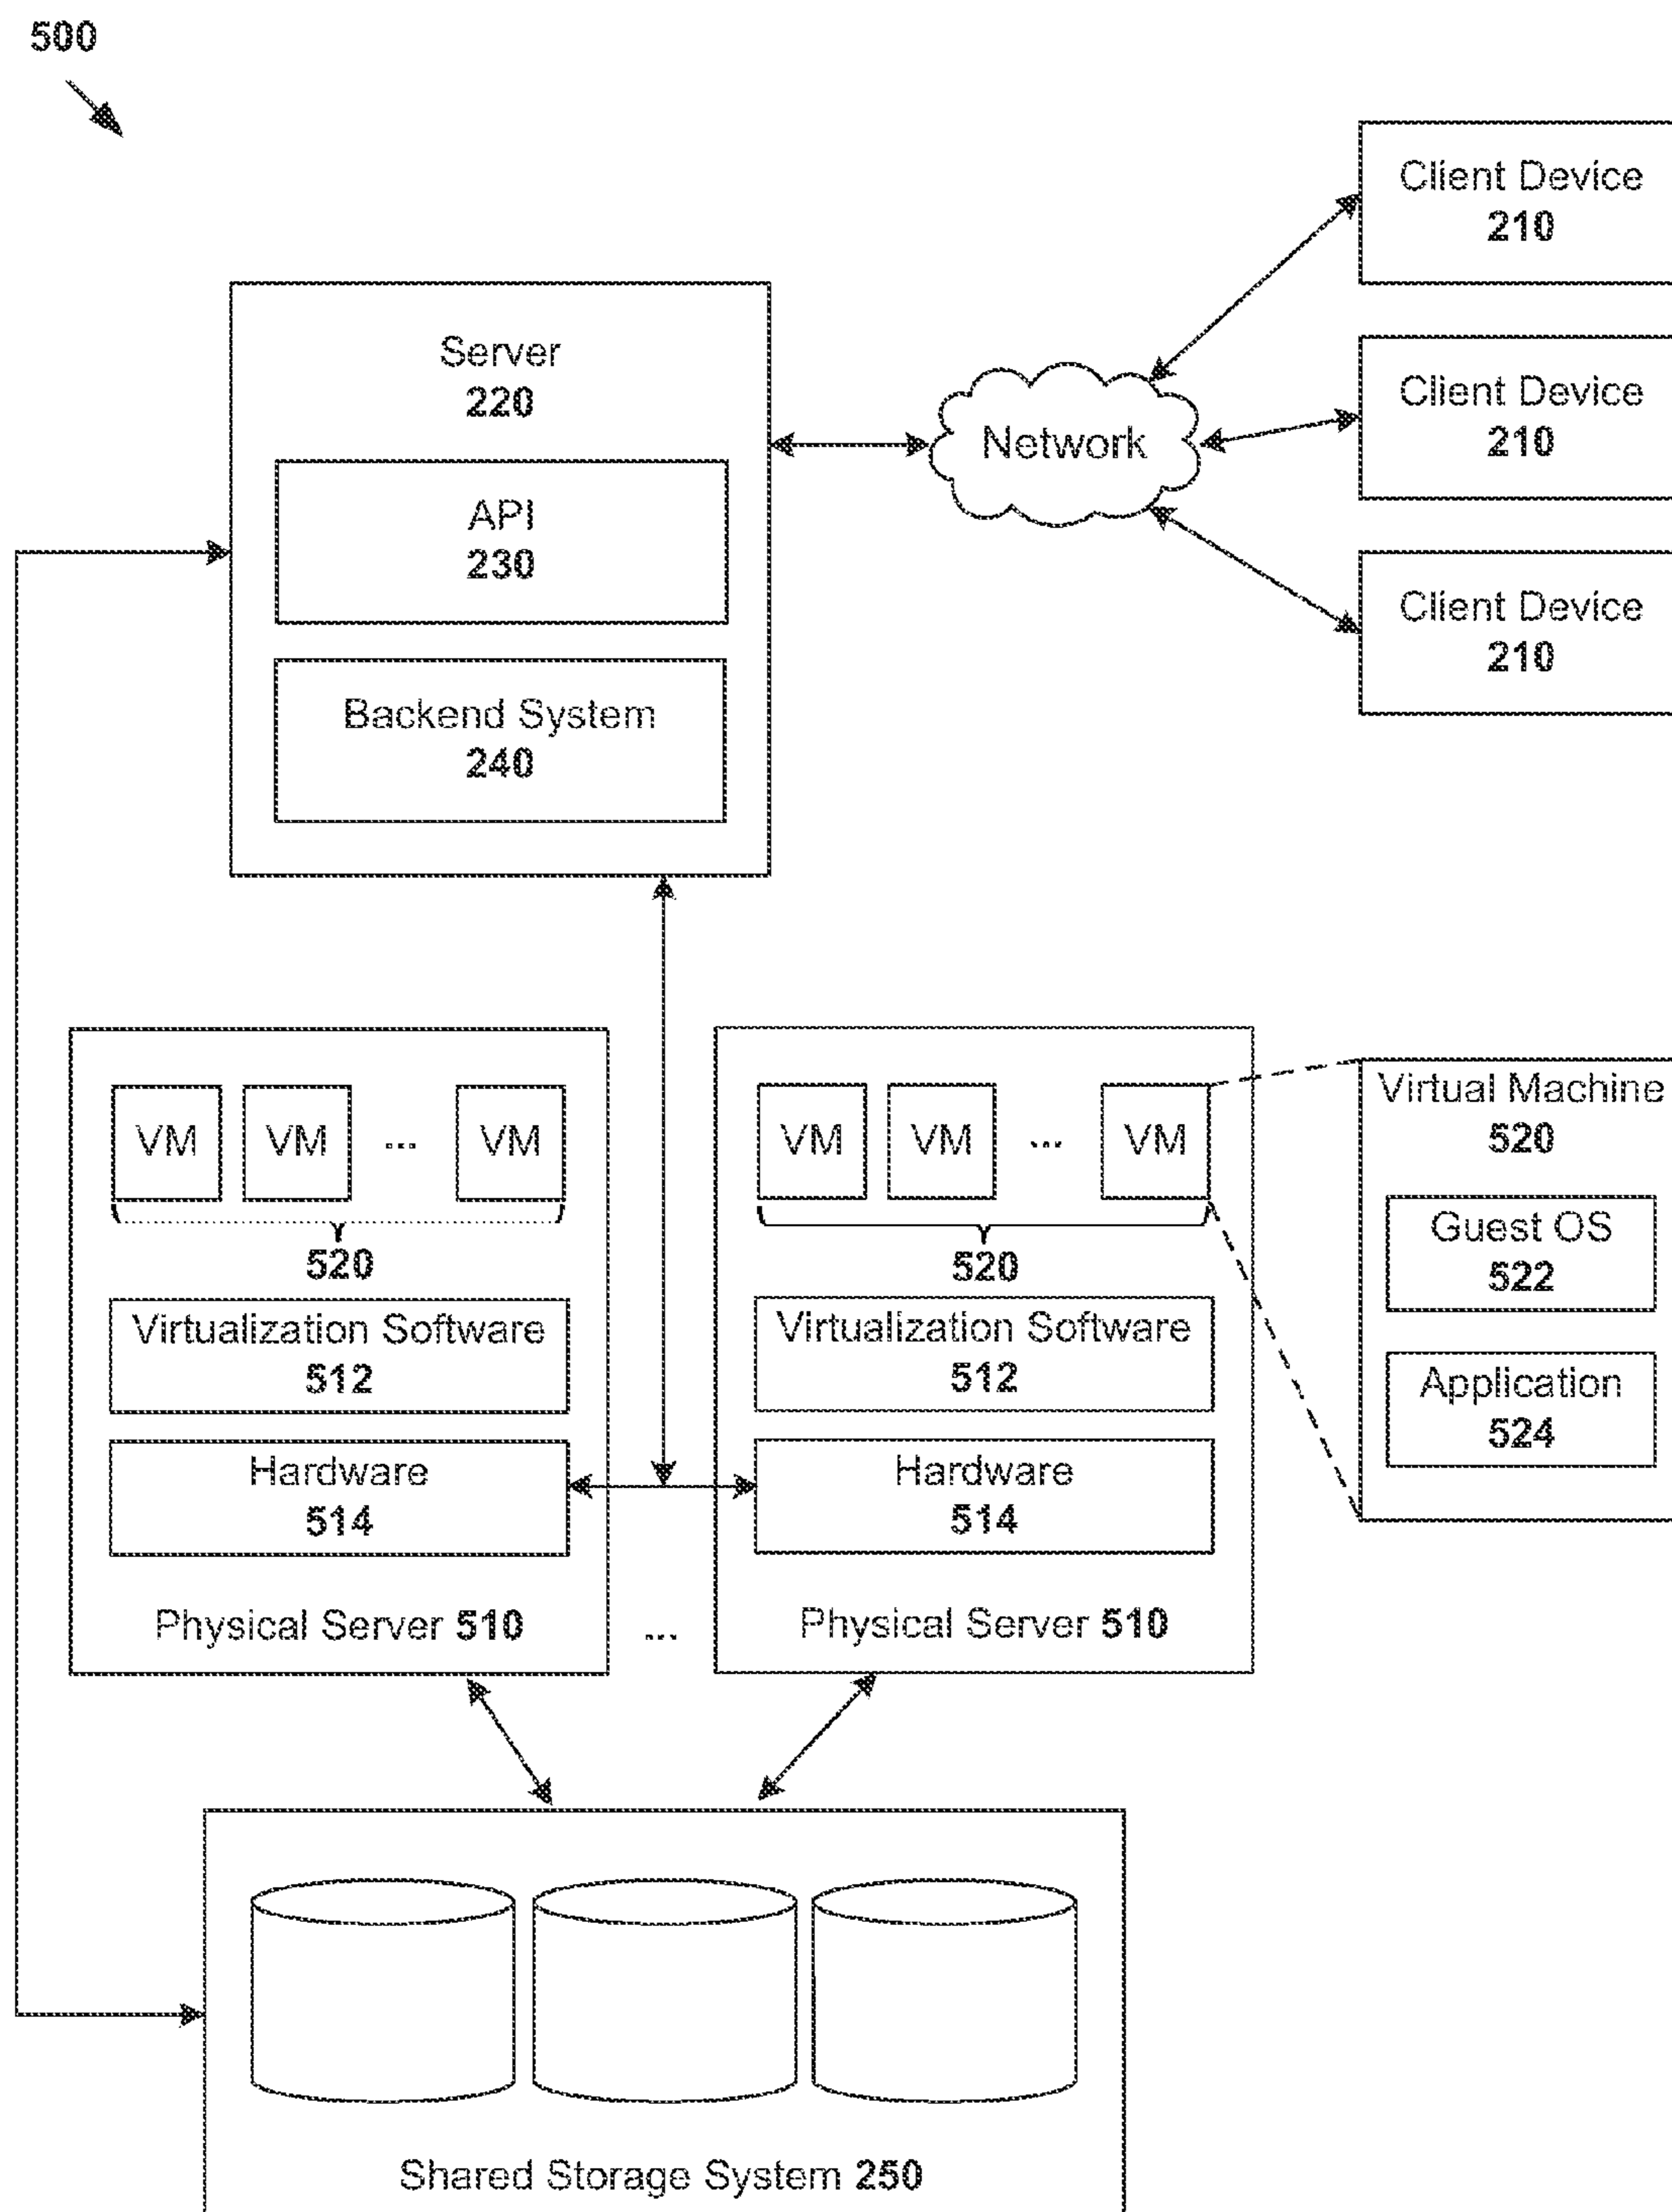 500
Client Device
210
Server
220
Client Device
210
Network
API
230
Client Device
210
Backend System
240
VM VM ... VM
520
Virtualization Software
512
Hardware
514
Physical Server 510
...
VM VM ... VM
520
Virtualization Software
512
Hardware
514
Physical Server 510
Virtual Machine
520
Guest OS
522
Application
524
Shared Storage System 250